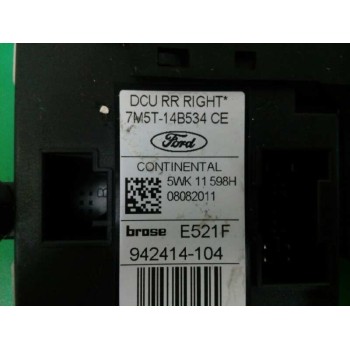 DCU RR RIGHT*
7M5T-14B534 CE
Ford
CONTINENTAL
5WK 11 598H
08082011
brose E521F
942414-104